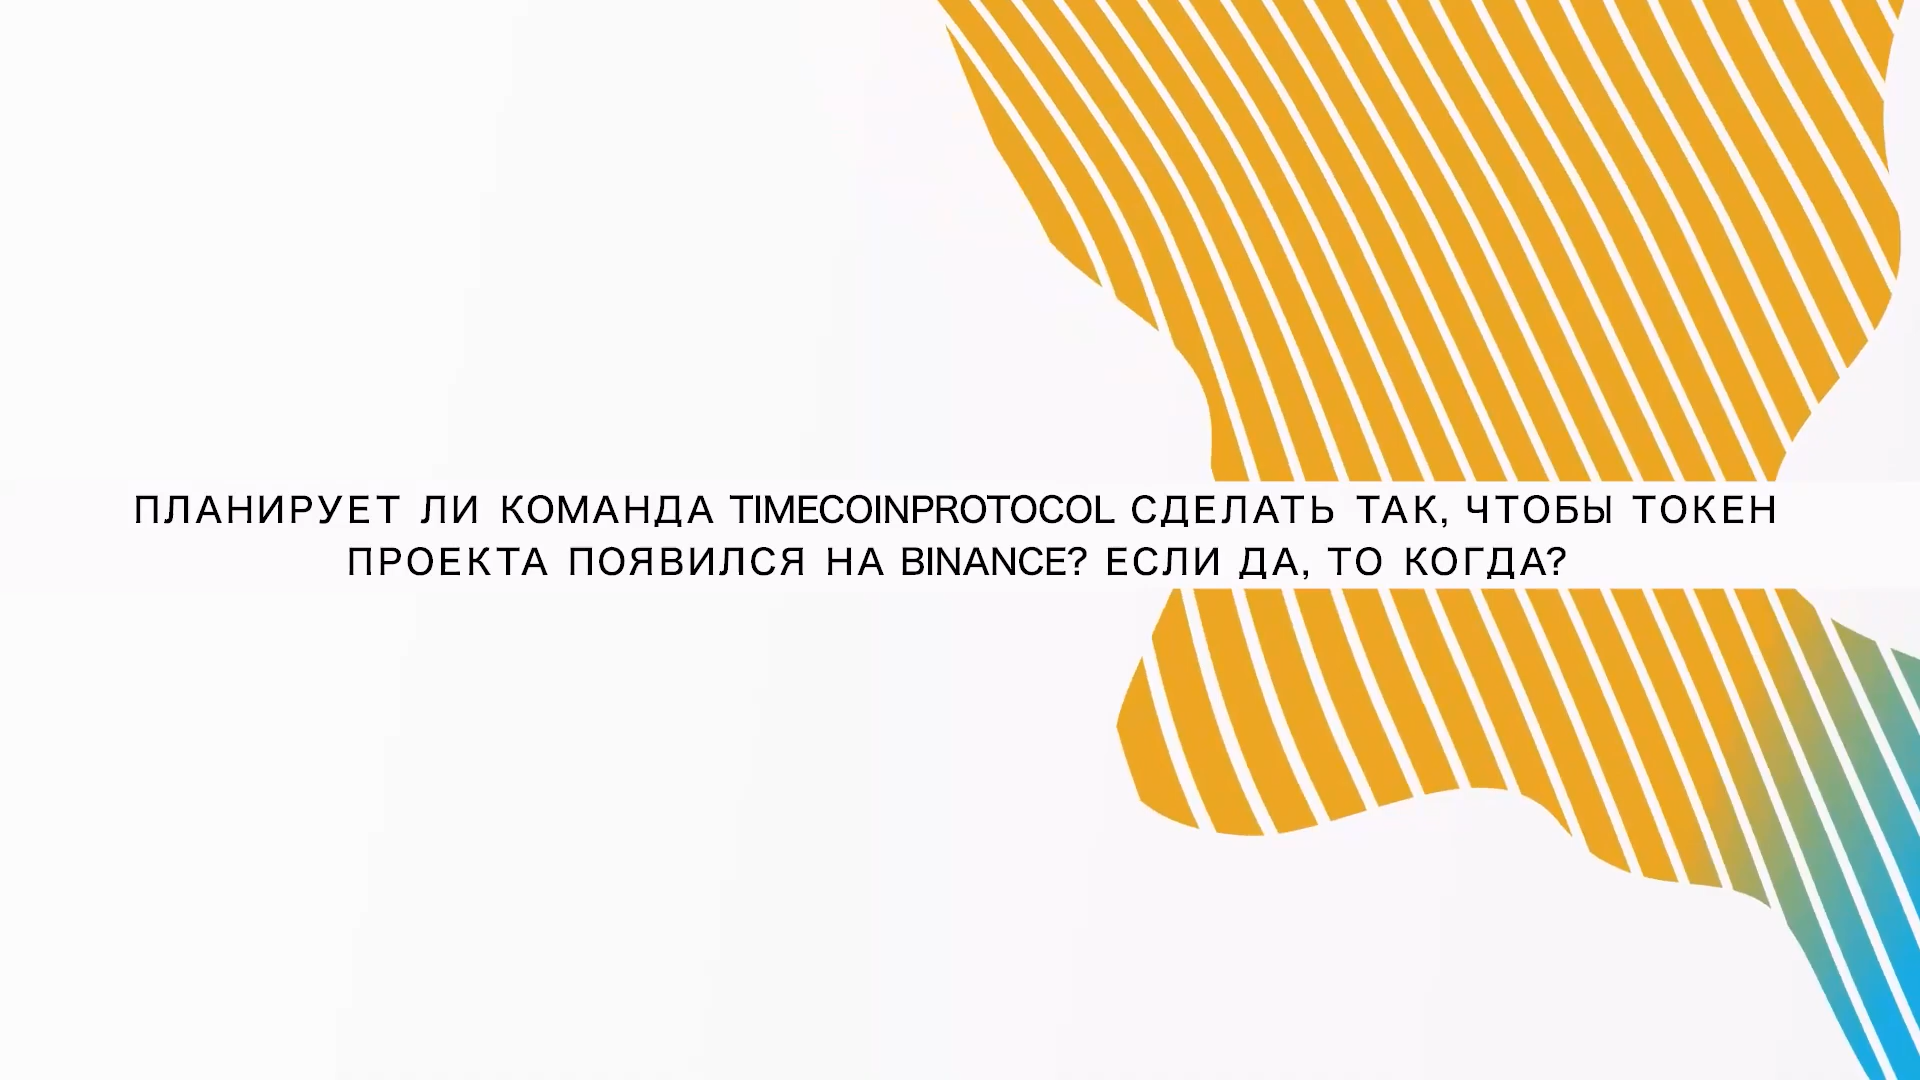 ПЛАНИРУЕТ ЛИ КОМАНДА TIMECOINPROTOCOL СДЕЛАТЬ ТАК, ЧТОБЫ ТОКЕН
ПРОЕКТА ПОЯВИЛСЯ НА BINANCE? ЕСЛИ ДА, ТО КОГДА?